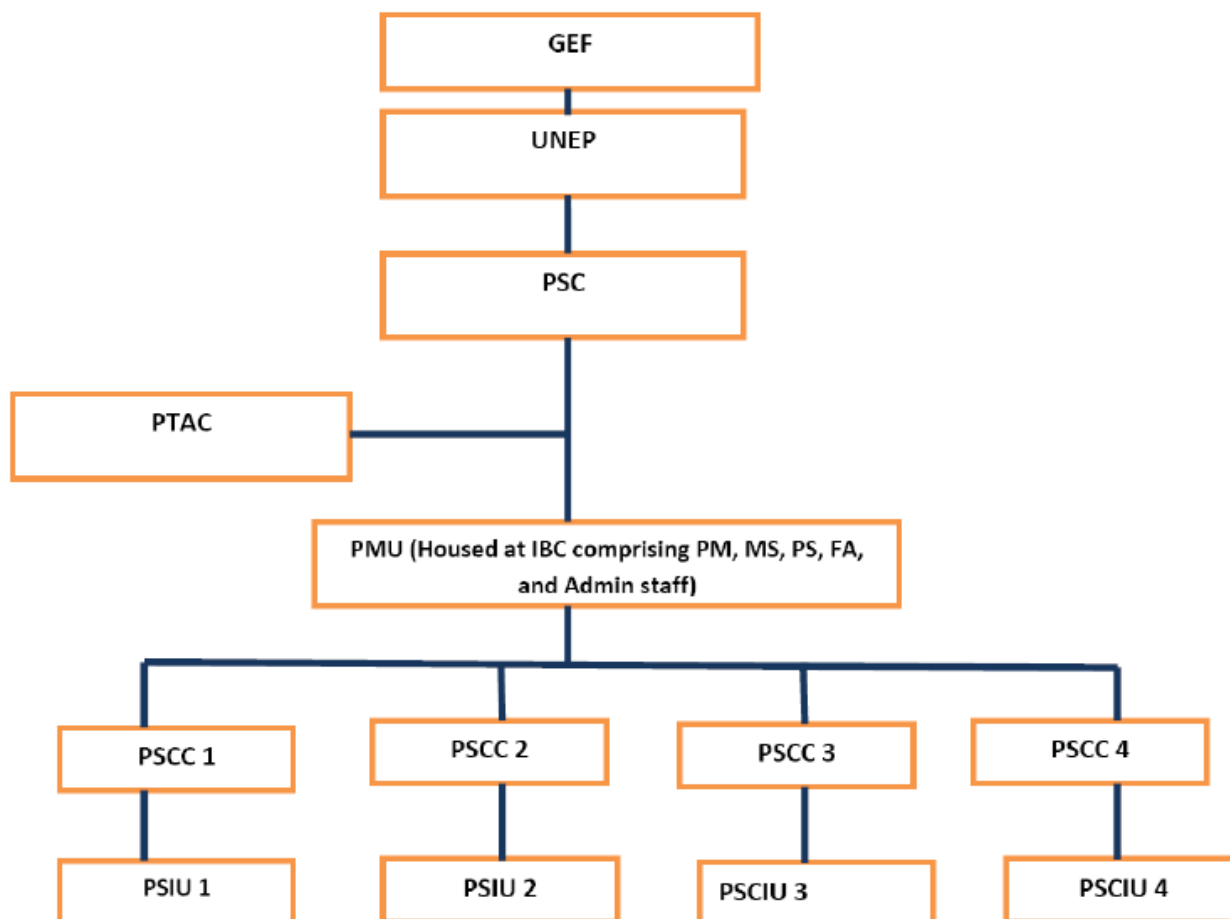 GEF
UNEP
PSC
PTAC
PMU (Housed at IBC comprising PM, MS, PS, FA,
and Admin staff)
PSCC 1
PSCC 2
PSCC 3
PSCC 4
PSIU 1
PSIU 2
PSCIU 3
PSCIU 4